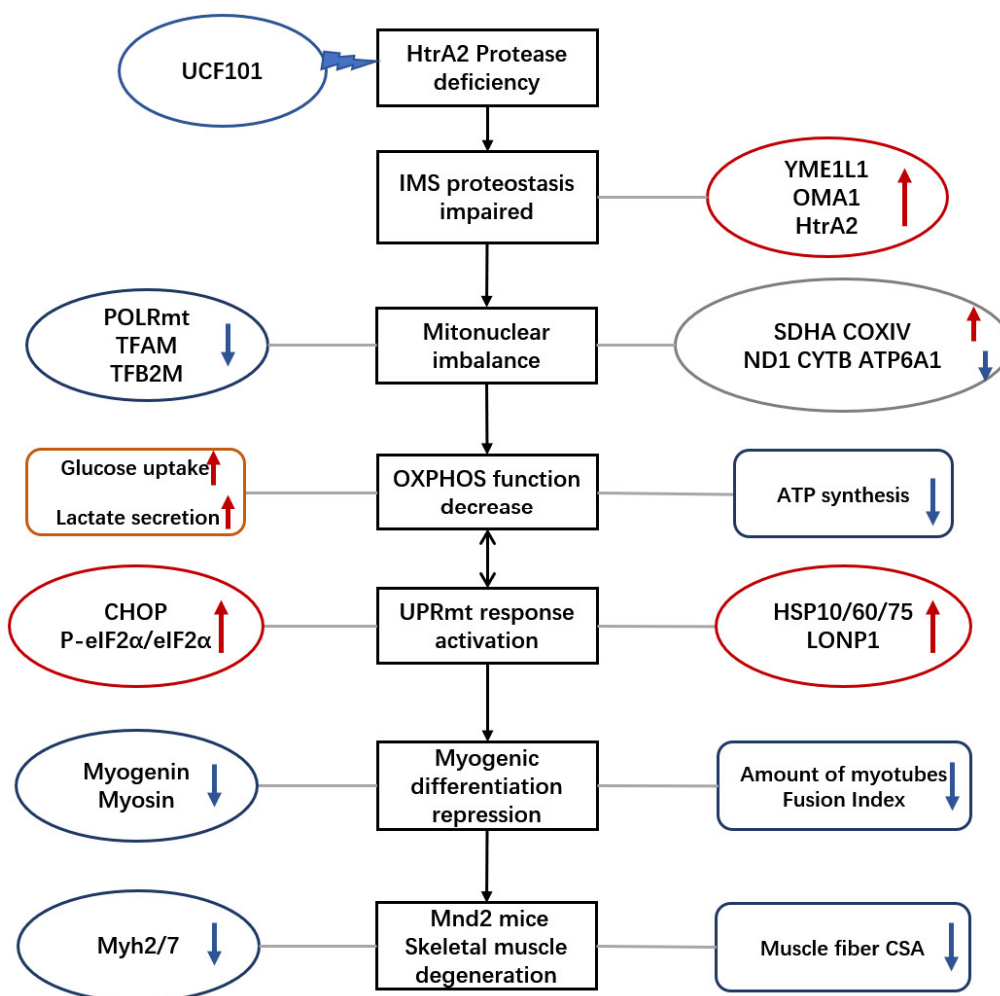 UCF101
HtrA2 Protease
deficiency
IMS proteostasis
impaired
YME1L1
OMA1
HtrA2
POLRmt
TFAM
TFB2M
Mitonuclear
imbalance
SDHA COXIV
ND1 CYTB ATP6A1
Glucose uptake
Lactate secretion
OXPHOS function
decrease
ATP synthesis
CHOP
P-eIF2α/eIF2α
UPRmt response
activation
HSP10/60/75
LONP1
Myogenin
Myosin
Myogenic
differentiation
repression
Amount of myotubes
Fusion Index
Myh2/7
Mnd2 mice
Skeletal muscle
degeneration
Muscle fiber CSA